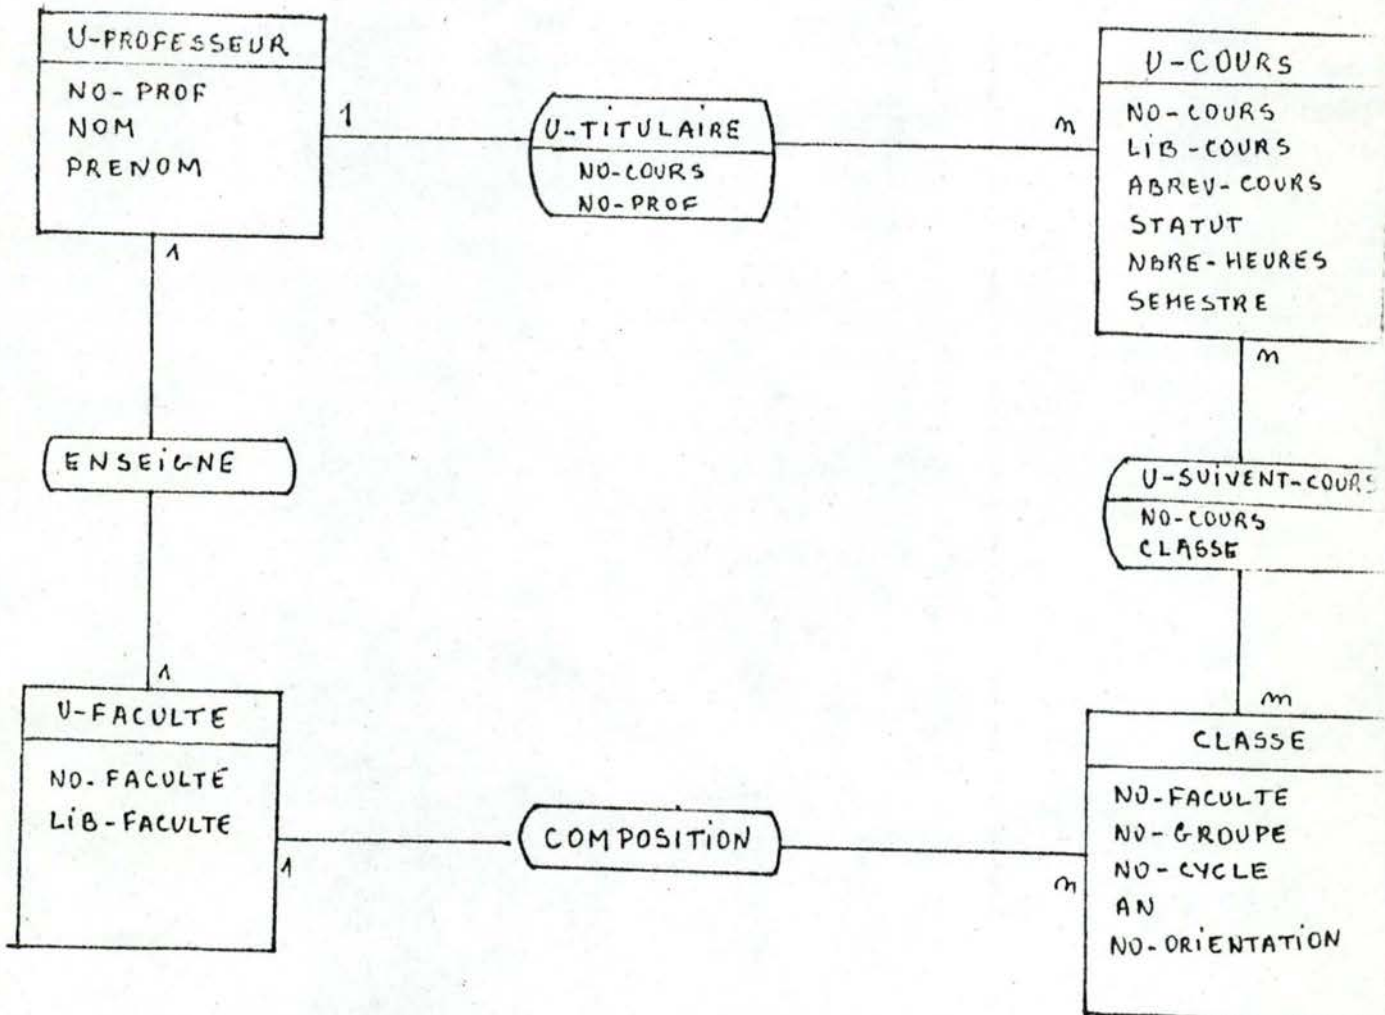 U-PROFESSEUR
NO-PROF
NOM
PRENOM
1
1
U-TITULAIRE
NO-COURS
NO-PROF
n
U-COURS
NO-COURS
LIB-COURS
ABREV-COURS
STATUT
NBRE-HEURES
SEMESTRE
n
ENSEIGNE
U-SUIVENT-COURS
NO-COURS
CLASSE
1
m
U-FACULTE
NO-FACULTE
LIB-FACULTE
1
COMPOSITION
n
CLASSE
NO-FACULTE
NO-GROUPE
NO-CYCLE
AN
NO-ORIENTATION